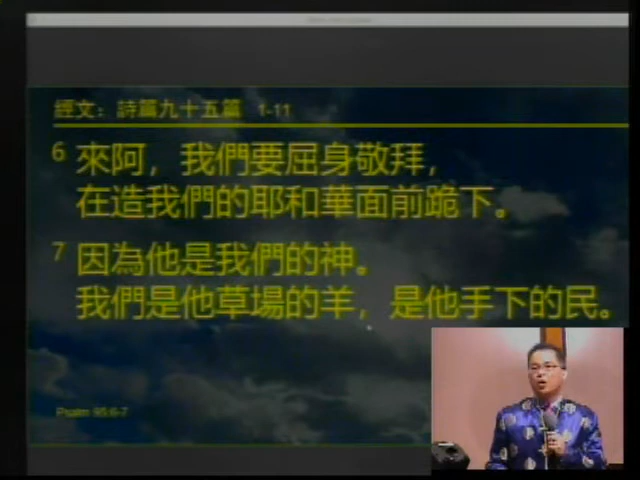 經文：詩篇九十五篇 1-11
6 來阿，我們要屈身敬拜，
在造我們的耶和華面前跪下。
7 因為他是我們的神。
我們是他草場的羊，是他手下的民。
Psalm 95:6-7